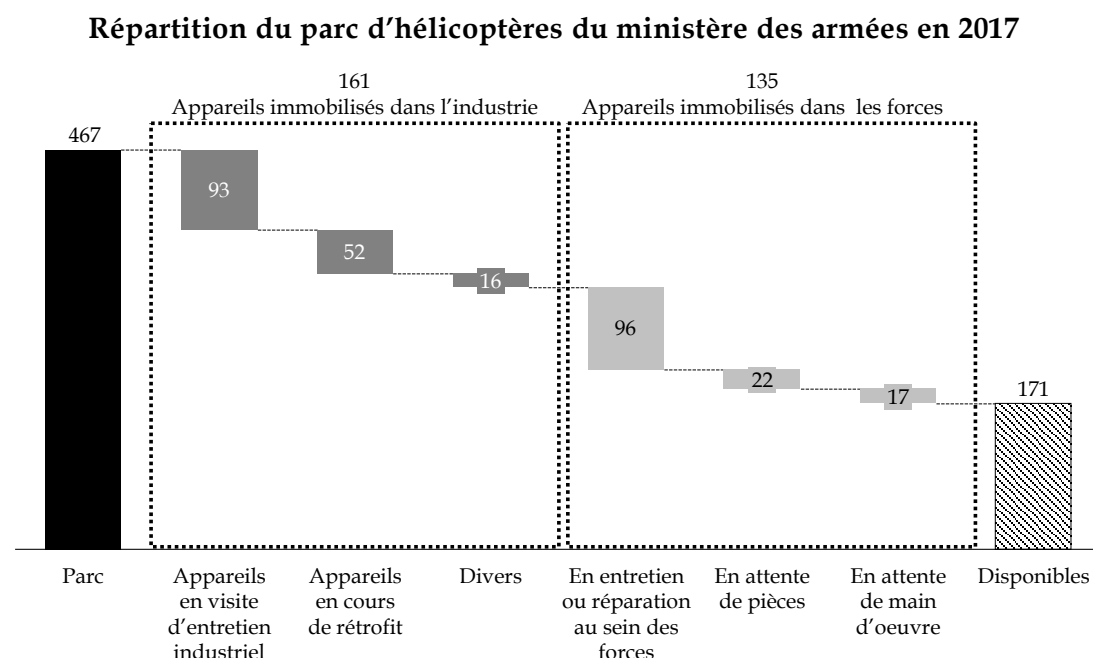 Répartition du parc d’hélicoptères du ministère des armées en 2017
161
Appareils immobilisés dans l’industrie
135
Appareils immobilisés dans  les forces
467
93
52
16
96
22
17
171
Parc
Appareils
en visite
d’entretien
industriel
Appareils
en cours
de rétrofit
Divers
En entretien
ou réparation
au sein des
forces
En attente
de pièces
En attente
de main
d’oeuvre
Disponibles